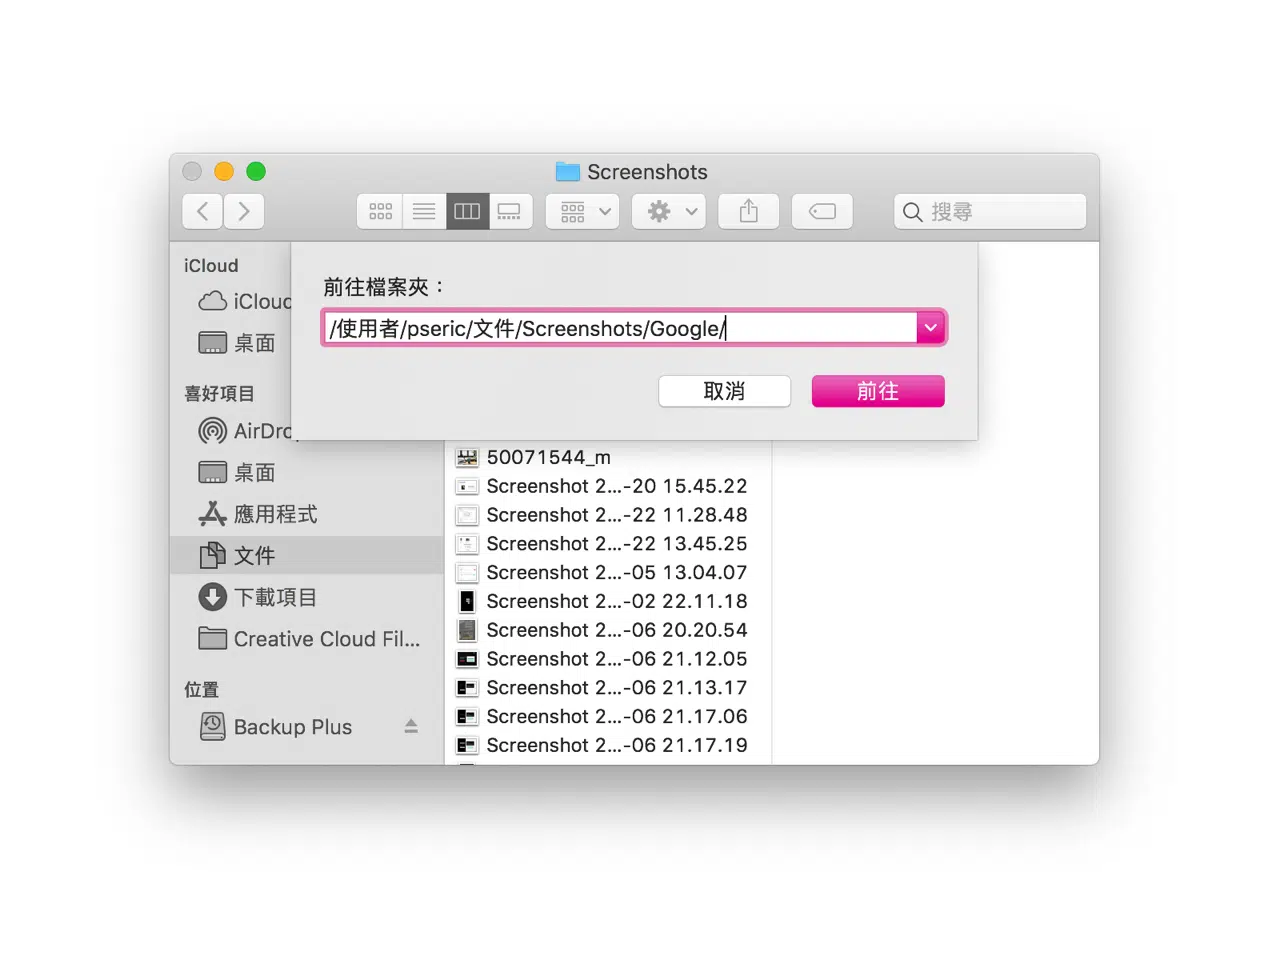 Screenshots
搜尋
iCloud
iCloud
桌面
喜好項目
AirDro
桌面
應用程式
文件
下載項目
Creative Cloud Fil...
位置
Backup Plus
前往檔案夾：
/使用者/pseric/文件/Screenshots/Google/
取消
前往
50071544_m
Screenshot 2...-20 15.45.22
Screenshot 2...-22 11.28.48
Screenshot 2...-22 13.45.25
Screenshot 2...-05 13.04.07
Screenshot 2...-02 22.11.18
Screenshot 2...-06 20.20.54
Screenshot 2...-06 21.12.05
Screenshot 2...-06 21.13.17
Screenshot 2...-06 21.17.06
Screenshot 2...-06 21.17.19